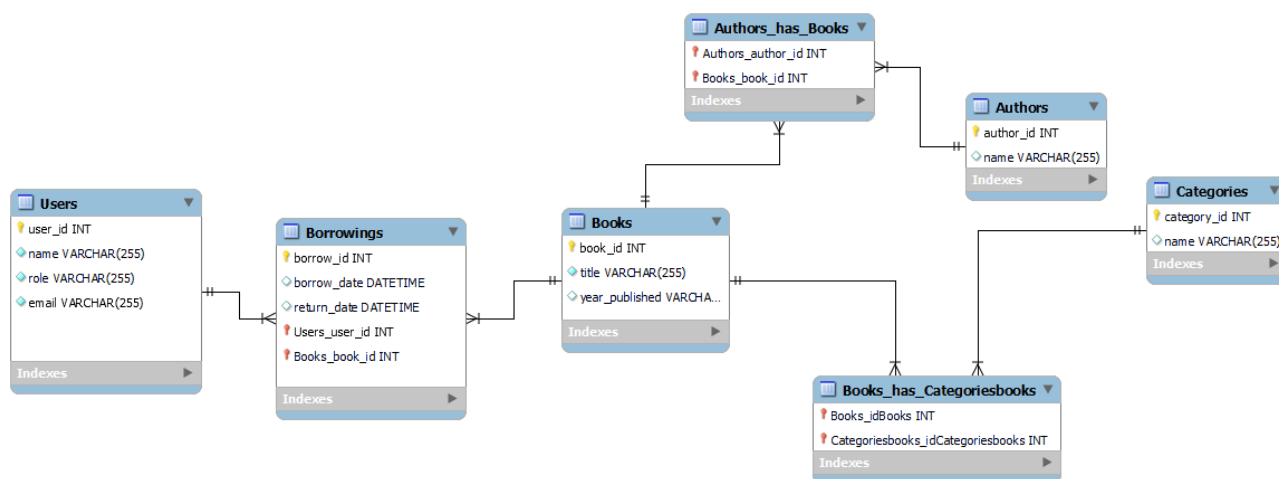 Authors_has_Books
Authors_author_id INT
Books_book_id INT
Indexes
Authors
author_id INT
name VARCHAR(255)
Indexes
Categories
category_id INT
name VARCHAR(255)
Indexes
Users
user_id INT
name VARCHAR(255)
role VARCHAR(255)
email VARCHAR(255)
Indexes
Borrowings
borrow_id INT
borrow_date DATETIME
return_date DATETIME
Users_user_id INT
Books_book_id INT
Indexes
Books
book_id INT
title VARCHAR(255)
year_published VARCHA...
Indexes
Books_has_Categoriesbooks
Books_idBooks INT
Categoriesbooks_idCategoriesbooks INT
Indexes